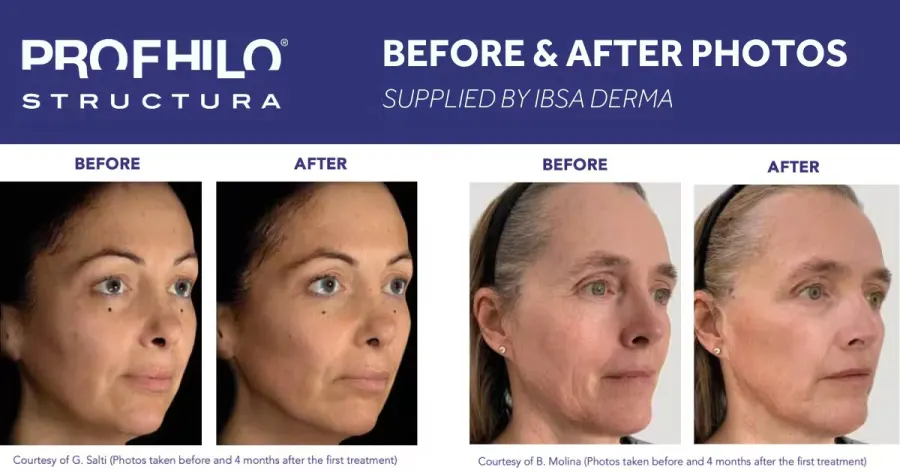 PROFHILO®
STRUCTURA
BEFORE & AFTER PHOTOS
SUPPLIED BY IBSA DERMA
BEFORE
AFTER
BEFORE
AFTER
Courtesy of G. Salti (Photos taken before and 4 months after the first treatment)
Courtesy of B. Molina (Photos taken before and 4 months after the first treatment)